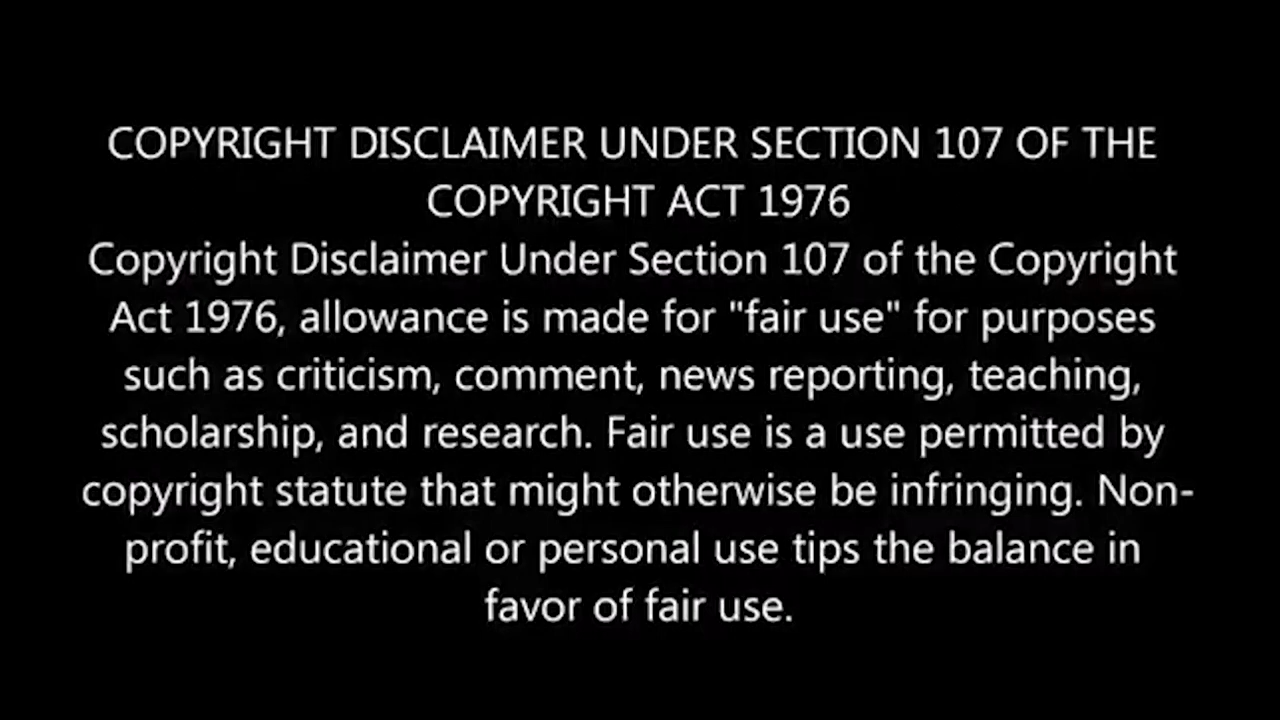 COPYRIGHT DISCLAIMER UNDER SECTION 107 OF THE
COPYRIGHT ACT 1976
Copyright Disclaimer Under Section 107 of the Copyright
Act 1976, allowance is made for "fair use" for purposes
such as criticism, comment, news reporting, teaching,
scholarship, and research. Fair use is a use permitted by
copyright statute that might otherwise be infringing. Non-
profit, educational or personal use tips the balance in
favor of fair use.